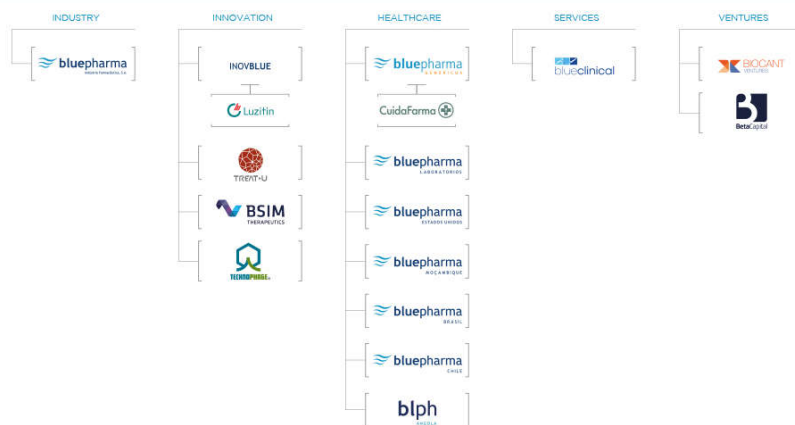 INDUSTRY
bluepharma
INNOVATION
INOVBLUE
Luzitin
TREAT·U
BSIM
THERAPEUTICS
TECHNOPHAGE
HEALTHCARE
bluepharma
GENÉRICOS
CuidaFarma
bluepharma
LABORATORIOS
bluepharma
ESTADOS UNIDOS
bluepharma
MOÇAMBIQUE
bluepharma
BRASIL
bluepharma
CHILE
blph
ANGOLA
SERVICES
blueclinical
VENTURES
BIOCANT
VENTURES
BetaCapital